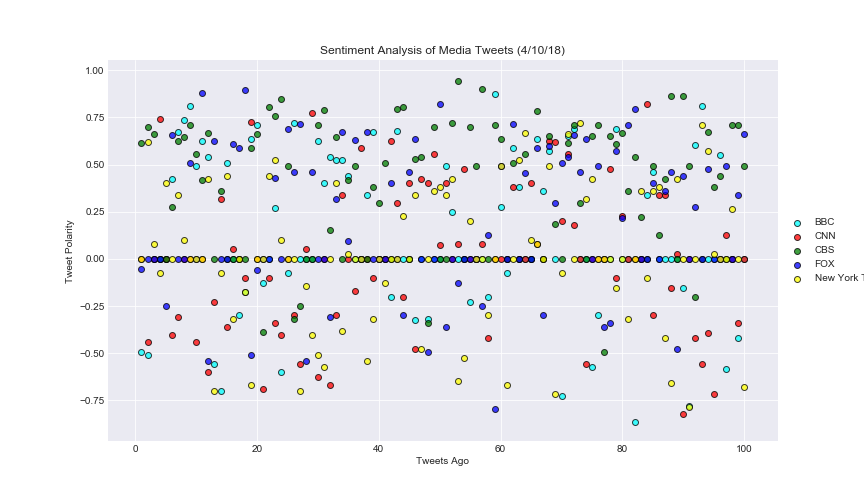 Sentiment Analysis of Media Tweets (4/10/18)
1.00
0.75
0.50
0.25
0.00
−0.25
−0.50
−0.75
Tweet Polarity
0 20 40 60 80 100
Tweets Ago
BBC
CNN
CBS
FOX
New York T